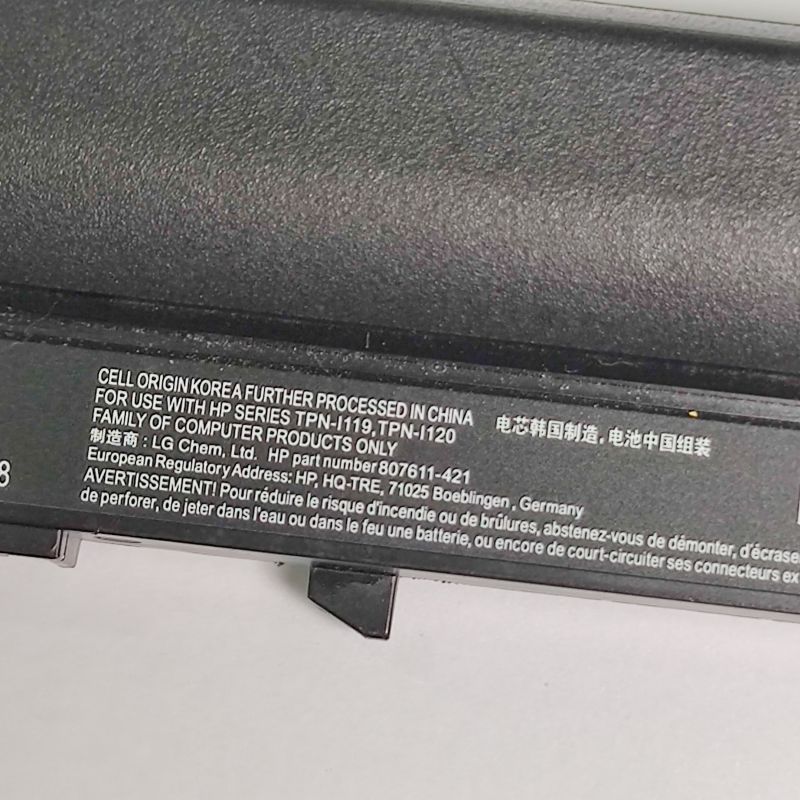 CELL ORIGIN KOREA FURTHER PROCESSED IN CHINA
FOR USE WITH HP SERIES TPN-I119,TPN-I120
FAMILY OF COMPUTER PRODUCTS ONLY
电芯韩国制造，电池中国组装
制造商：LG Chem, Ltd. HP part number 807611-421
European Regulatory Address: HP, HQ-TRE, 71025 Boeblingen, Germany
AVERTISSEMENT! Pour réduire le risque d'incendie ou de brûlures, abstenez-vous de démonter, d'écraser
de perforer, de jeter dans l'eau ou dans le feu une batterie, ou encore de court-circuiter ses connecteurs ex
8